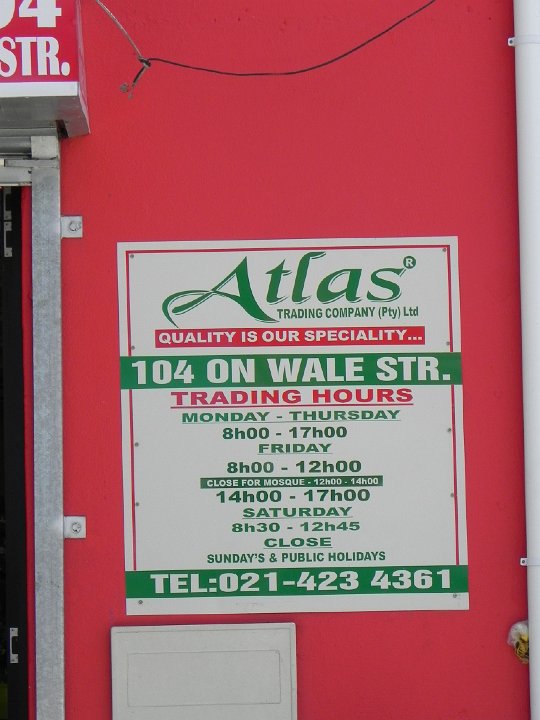 STR.
Atlas®
TRADING COMPANY (Pty) Ltd
QUALITY IS OUR SPECIALITY...
104 ON WALE STR.
TRADING HOURS
MONDAY - THURSDAY
8h00 - 17h00
FRIDAY
8h00 - 12h00
CLOSE FOR MOSQUE - 12h00 - 14h00
14h00 - 17h00
SATURDAY
8h30 - 12h45
CLOSE
SUNDAY'S & PUBLIC HOLIDAYS
TEL:021-423 4361